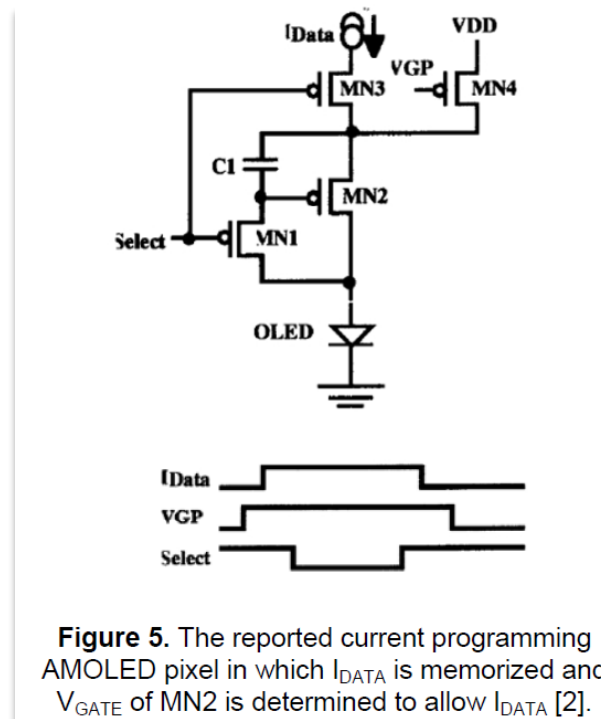 IData
VDD
VGP
MN3
MN4
C1
MN2
Select
MN1
OLED
IData
VGP
Select
Figure 5. The reported current programming
AMOLED pixel in which IDATA is memorized and
VGATE of MN2 is determined to allow IDATA [2].